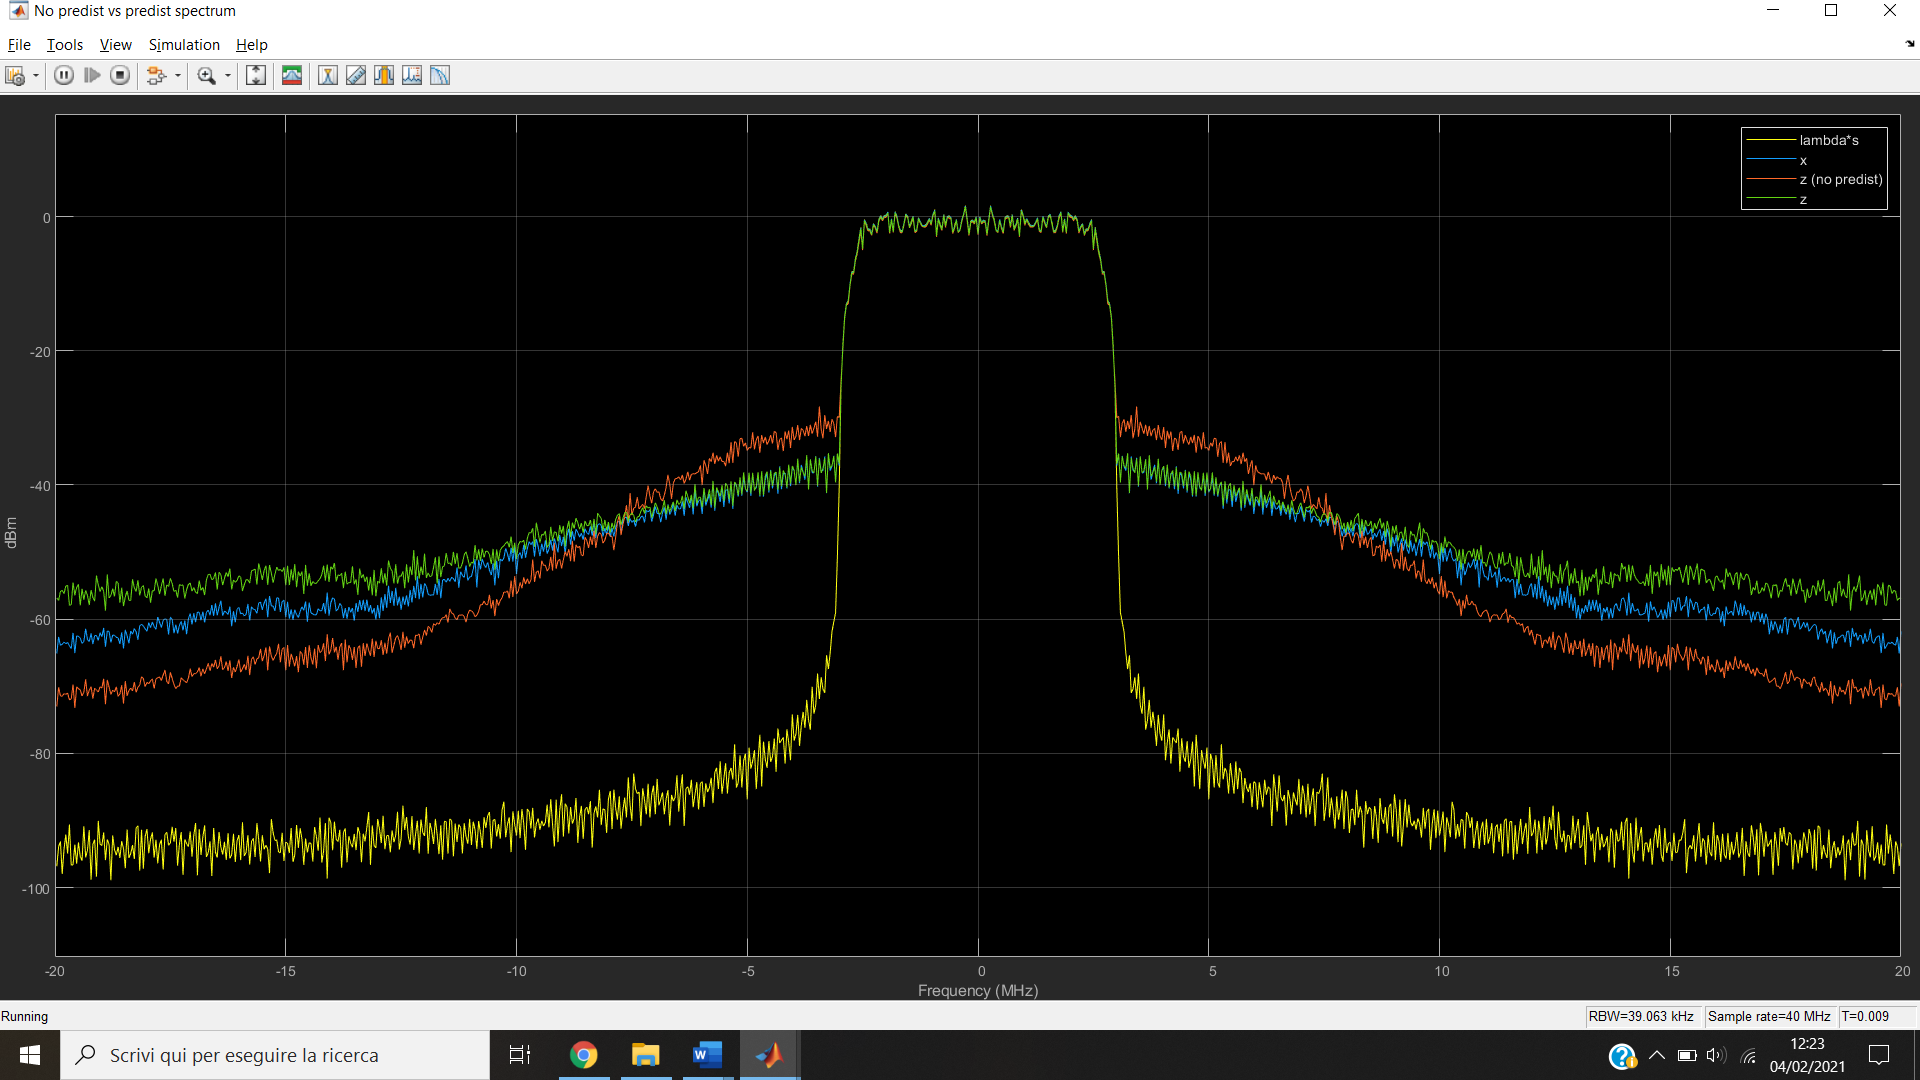 No predist vs predist spectrum
File Tools View Simulation Help
lambda*s
x
z (no predist)
z
0
-20
-40
-60
-80
-100
dBm
-20 -15 -10 -5 0 5 10 15 20
Frequency (MHz)
Running
RBW=39.063 kHz Sample rate=40 MHz T=0.009
Scrivi qui per eseguire la ricerca
12:23
04/02/2021